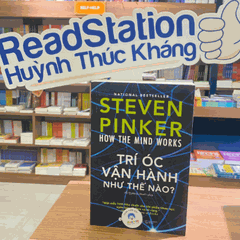 ReadStation
Huỳnh Thúc Kháng
NATIONAL BESTSELLER
STEVEN
PINKER
HOW THE MIND WORKS
TRÍ ÓC
VẬN HÀNH
NHƯ THẾ NÀO?